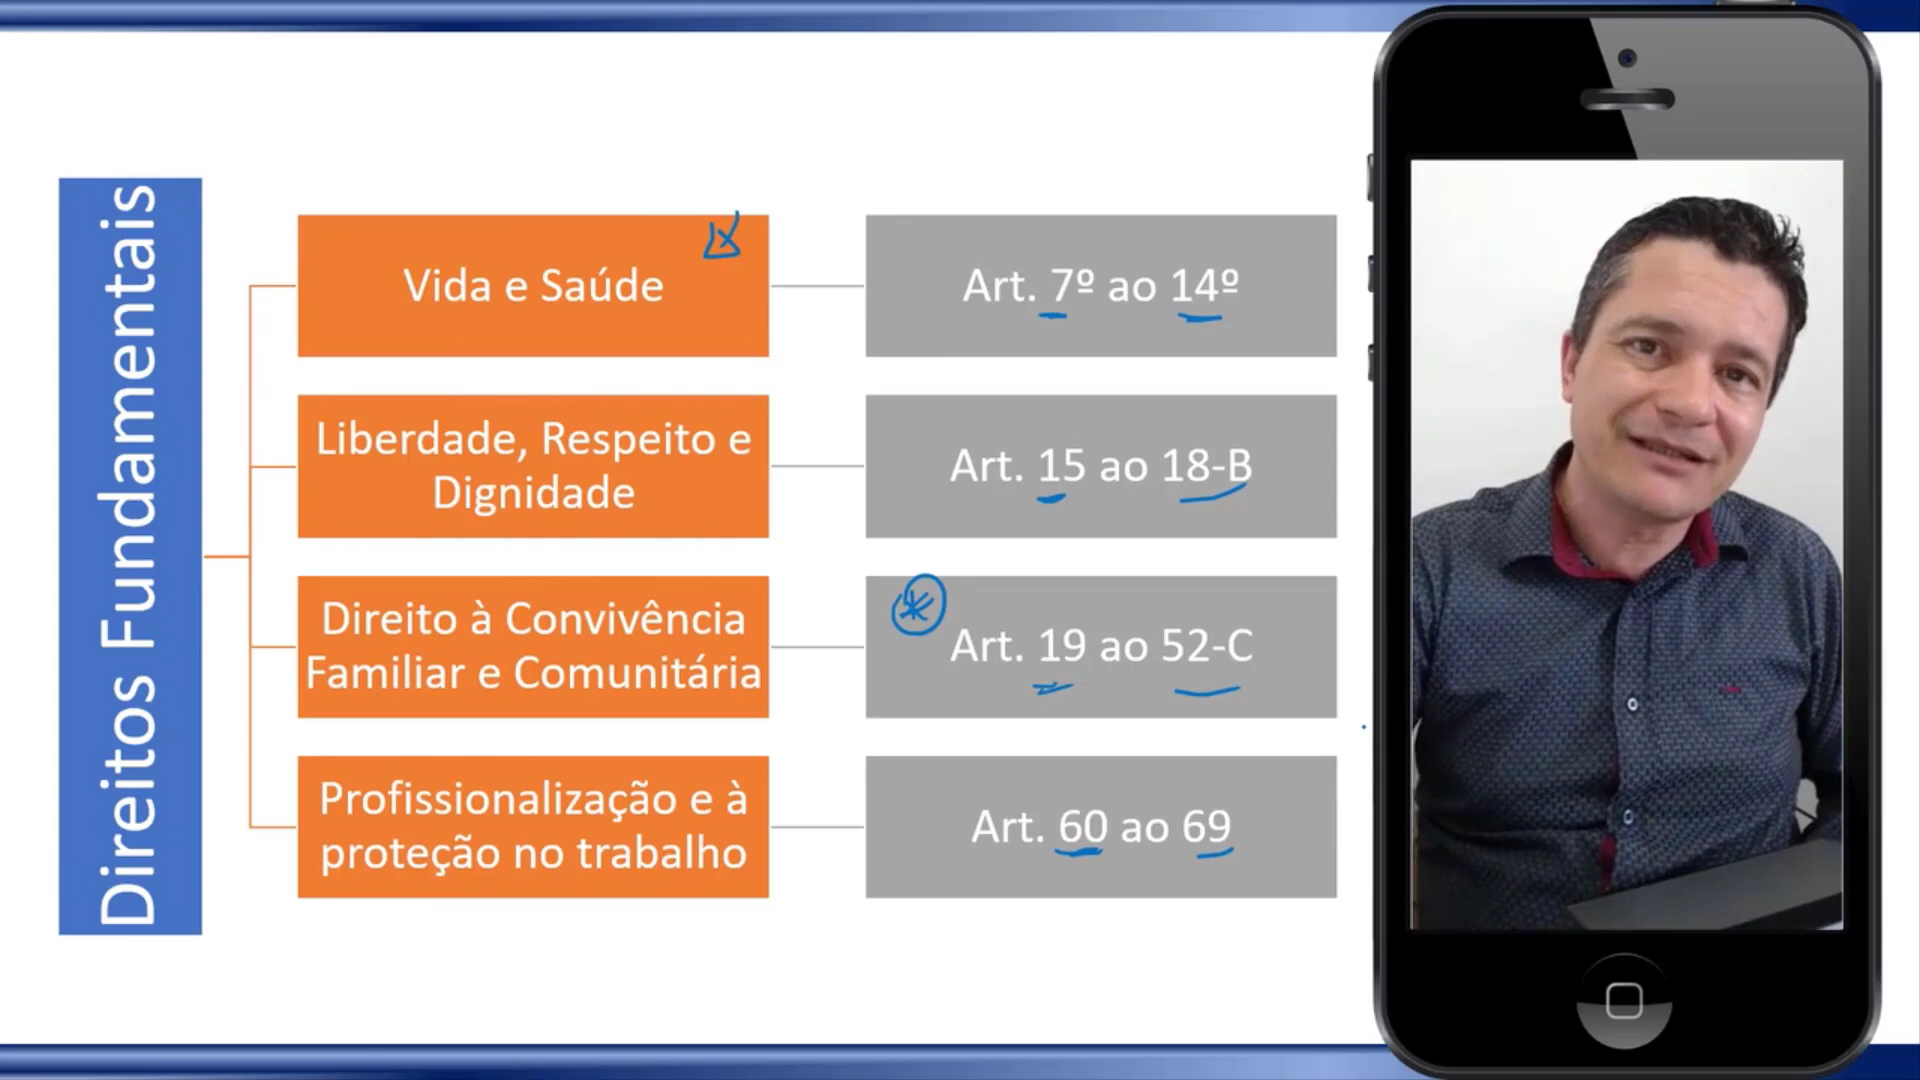 Direitos Fundamentais
Vida e Saúde
Art. 7º ao 14º
Liberdade, Respeito e
Dignidade
Art. 15 ao 18-B
Direito à Convivência
Familiar e Comunitária
Art. 19 ao 52-C
Profissionalização e à
proteção no trabalho
Art. 60 ao 69